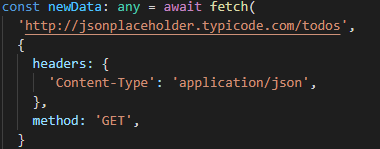 const newData: any = await fetch(
'http://jsonplaceholder.typicode.com/todos',
{
headers: {
'Content-Type': 'application/json',
},
method: 'GET',
}